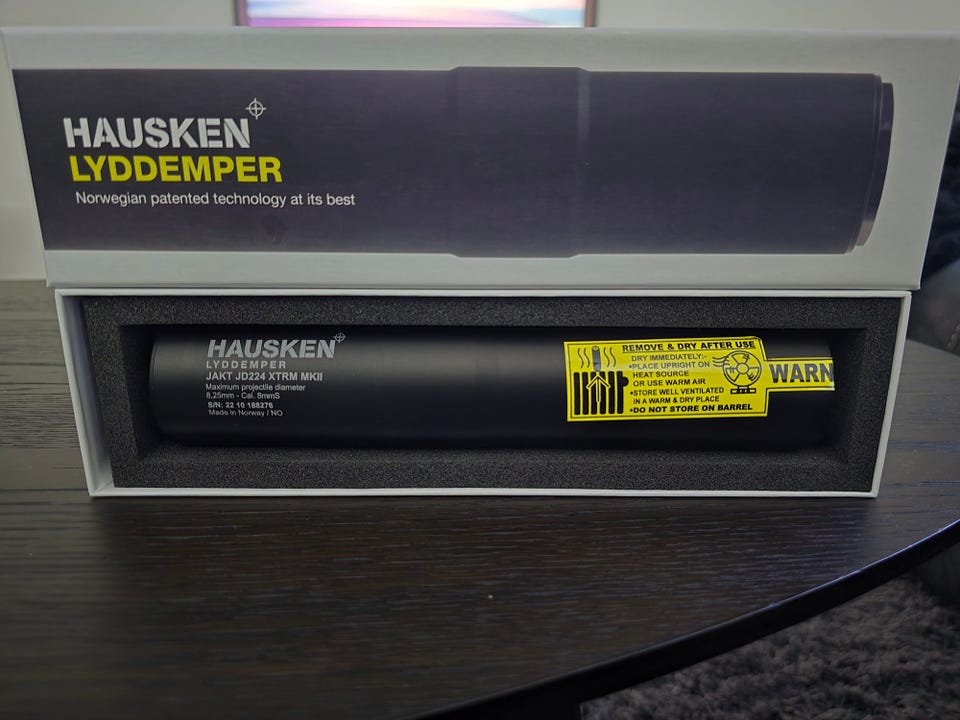 HAUSKEN
LYDDEMPER
Norwegian patented technology at its best
HAUSKEN
LYDDEMPER
JAKT JD224 XTRM MKII
Maximum projectile diameter
8,25mm - Cal. 8mmS
S/N: 22 10 188276
Made in Norway / NO
REMOVE & DRY AFTER USE
DRY IMMEDIATELY:-
•PLACE UPRIGHT ON
HEAT SOURCE
OR USE WARM AIR
•STORE WELL VENTILATED
IN A WARM & DRY PLACE
•DO NOT STORE ON BARREL
WARN